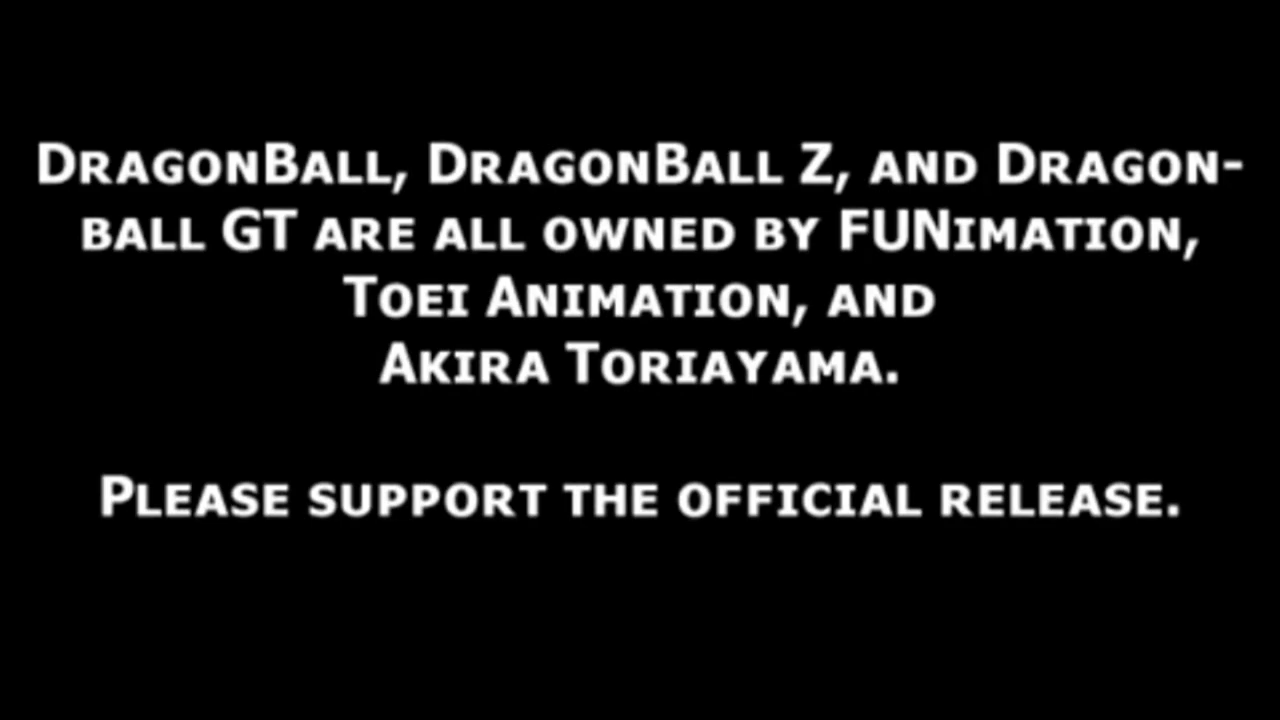 DragonBall, DragonBall Z, and Dragon-
ball GT are all owned by FUNimation,
Toei Animation, and
Akira Toriayama.
Please support the official release.